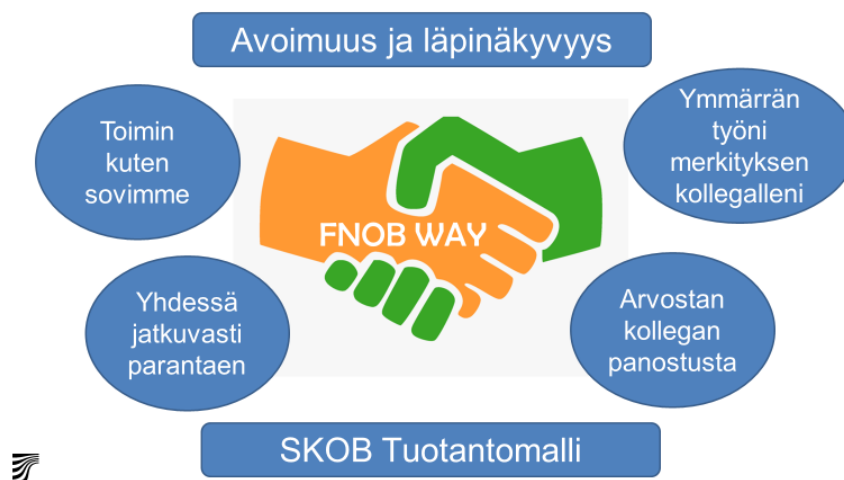 Avoimuus ja läpinäkyvyys
Toimin
kuten
sovimme
Ymmärrän
työni
merkityksen
kollegalleni
FNOB WAY
Yhdessä
jatkuvasti
parantaen
Arvostan
kollegan
panostusta
SKOB Tuotantomalli